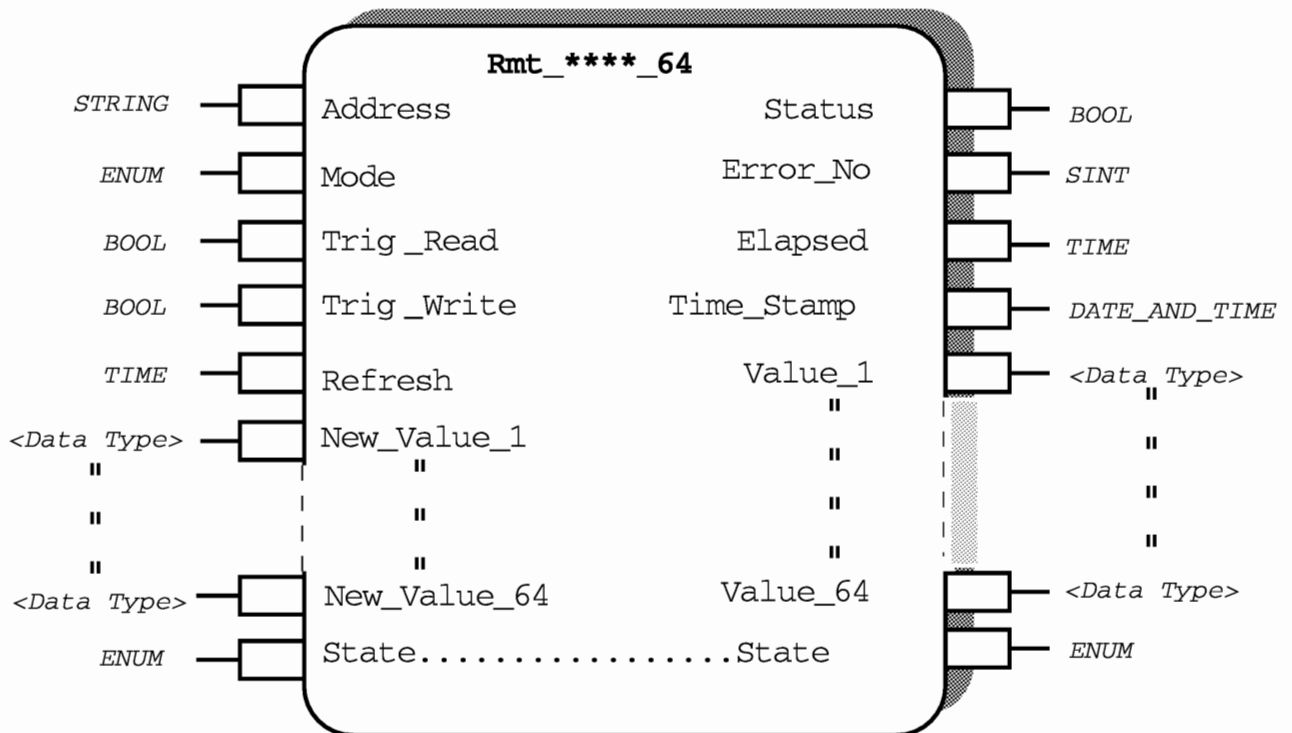 Rmt_****_64
STRING Address Status BOOL
ENUM Mode Error_No SINT
BOOL Trig_Read Elapsed TIME
BOOL Trig_Write Time_Stamp DATE_AND_TIME
TIME Refresh Value_1 <Data Type>
<Data Type> New_Value_1 "
" " " "
" " " "
" " " "
<Data Type> New_Value_64 Value_64 <Data Type>
ENUM State.................State ENUM